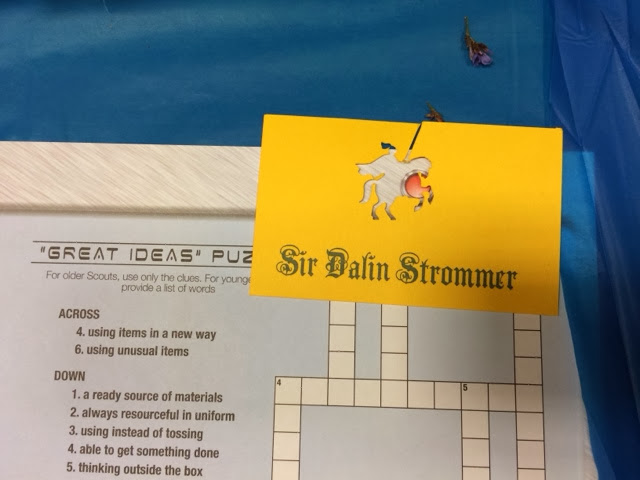 "GREAT IDEAS" PUZ
For older Scouts, use only the clues. For younge
provide a list of words
ACROSS
4. using items in a new way
6. using unusual items
DOWN
1. a ready source of materials
2. always resourceful in uniform
3. using instead of tossing
4. able to get something done
5. thinking outside the box
Sir Dalin Strommer
4
5